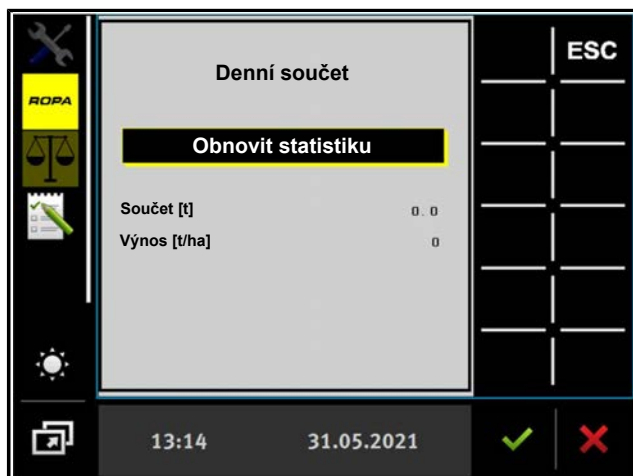 ESC
Denní součet
ROPA
Obnovit statistiku
Součet [t] 0.0
Výnos [t/ha] 0
13:14 31.05.2021